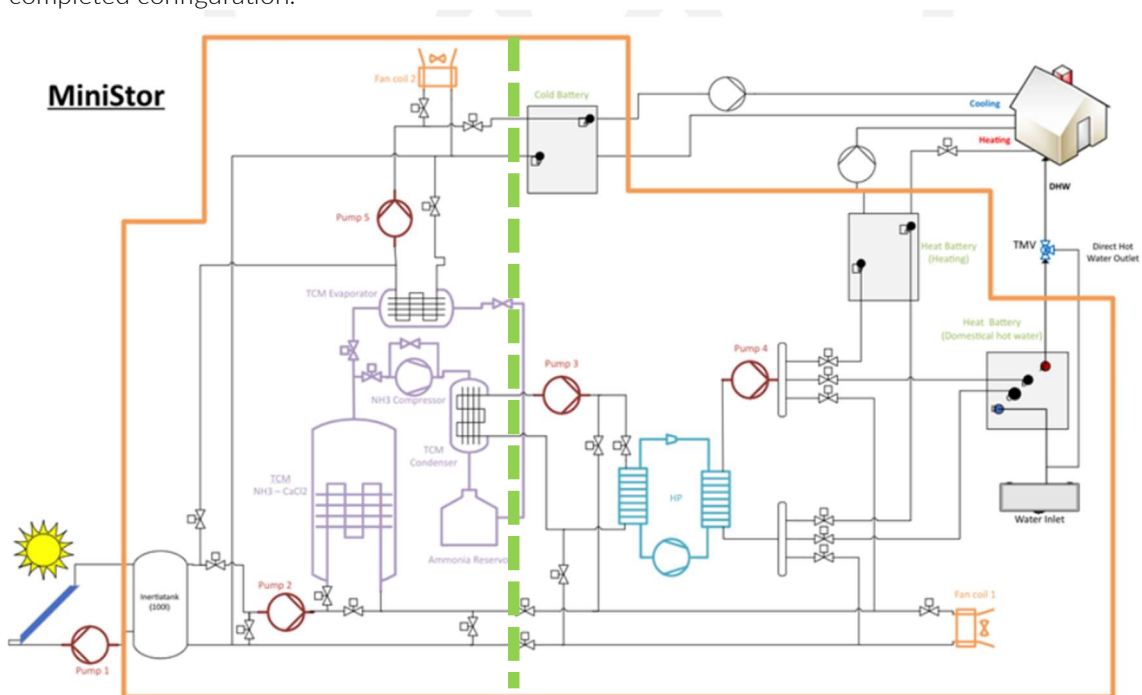 completed configuration.
MiniStor
Fan coil 2
Cold Battery
Cooling
Heating
DHW
Pump 5
TMV
Direct Hot
Water Outlet
Heat Battery
(Heating)
TCM Evaporator
Heat Battery
(Domestical hot water)
Pump 3
Pump 4
NH3 Compressor
TCM
Condenser
TCM
NH3 – CaCl2
HP
Water Inlet
Ammonia Reservo
Inertiatank
(1000)
Pump 2
Fan coil 1
Pump 1